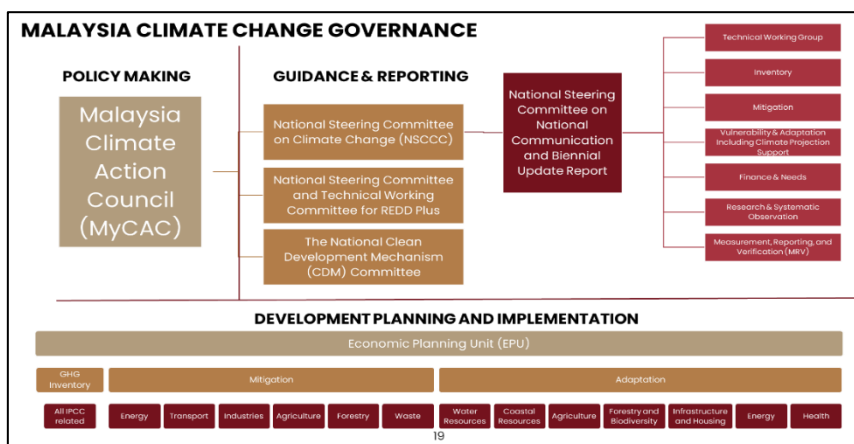 MALAYSIA CLIMATE CHANGE GOVERNANCE
POLICY MAKING
Malaysia
Climate
Action
Council
(MyCAC)
GUIDANCE & REPORTING
National Steering Committee
on Climate Change (NSCCC)
National Steering Committee
and Technical Working
Committee for REDD Plus
The National Clean
Development Mechanism
(CDM) Committee
National Steering
Committee on
National
Communication
and Biennial
Update Report
Technical Working Group
Inventory
Mitigation
Vulnerability & Adaptation
Including Climate Projection
Support
Finance & Needs
Research & Systematic
Observation
Measurement, Reporting, and
Verification (MRV)
DEVELOPMENT PLANNING AND IMPLEMENTATION
Economic Planning Unit (EPU)
GHG
Inventory
Mitigation
Adaptation
All IPCC
related
Energy
Transport
Industries
Agriculture
Forestry
Waste
Water
Resources
Coastal
Resources
Agriculture
Forestry and
Biodiversity
Infrastructure
and Housing
Energy
Health
19